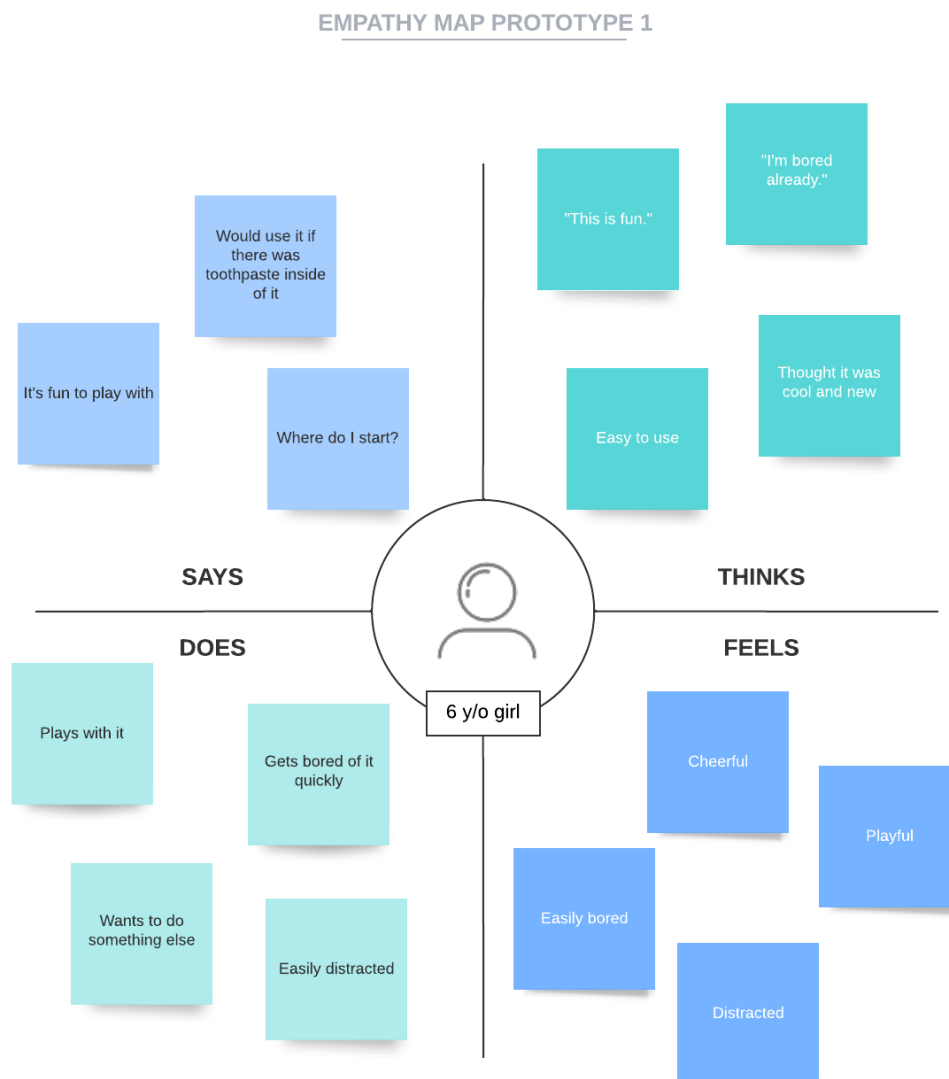 EMPATHY MAP PROTOTYPE 1
Would use it if
there was
toothpaste inside
of it
It's fun to play with
Where do I start?
SAYS
"This is fun."
"I'm bored
already."
Easy to use
Thought it was
cool and new
THINKS
6 y/o girl
DOES
Plays with it
Gets bored of it
quickly
Wants to do
something else
Easily distracted
FEELS
Cheerful
Playful
Easily bored
Distracted